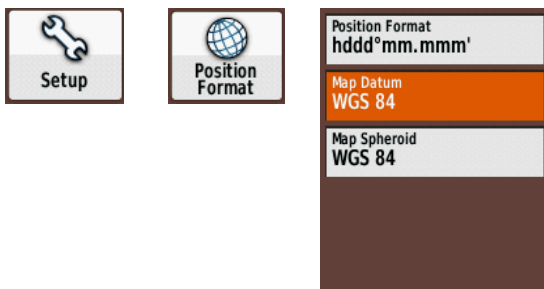 Setup
Position
Format
Position Format
hddd°mm.mmm'
Map Datum
WGS 84
Map Spheroid
WGS 84